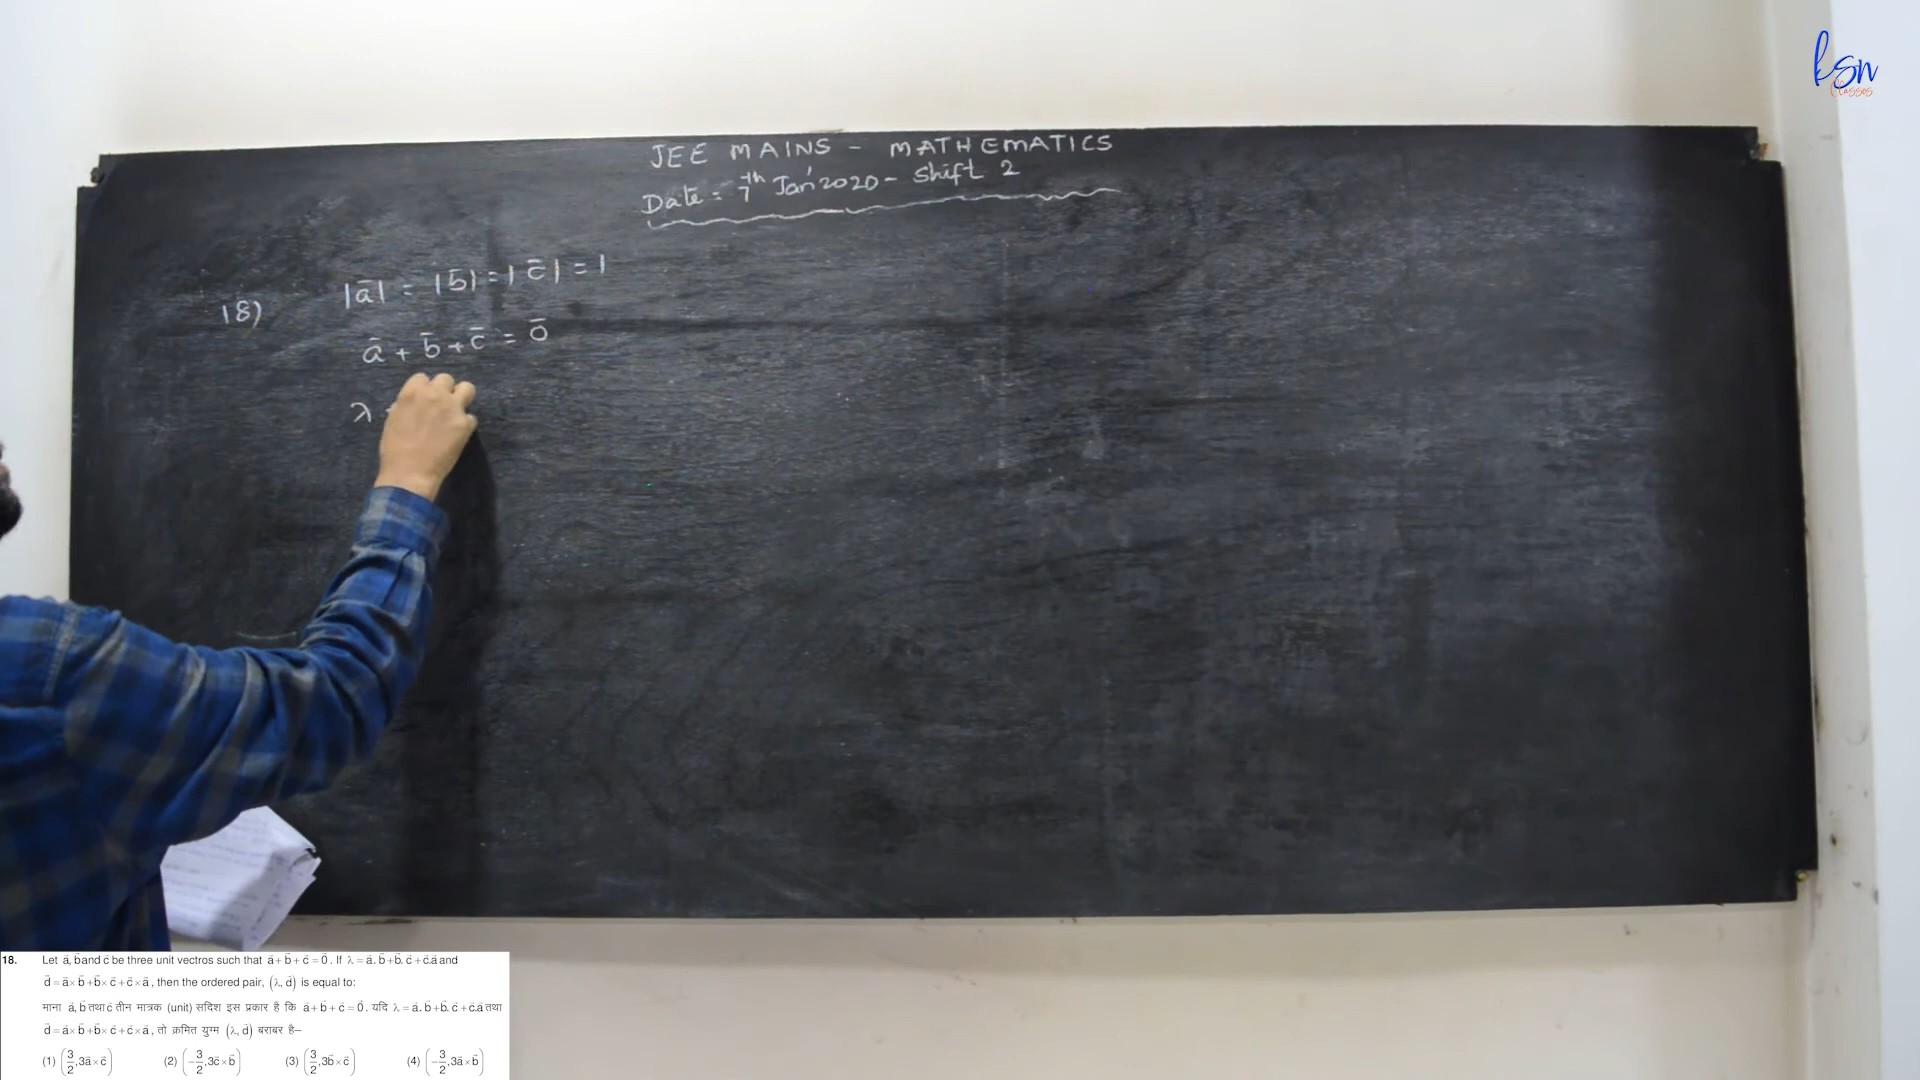 ksn
Classes
JEE MAINS - MATHEMATICS
Date = 7th Jan'2020 - Shift 2
18) |a̅| = |b̅| = |c̅| = 1
a̅ + b̅ + c̅ = 0̅
λ
18. Let a⃗, b⃗ and c⃗ be three unit vectros such that a⃗ + b⃗ + c⃗ = 0⃗. If λ = a⃗. b⃗ + b⃗. c⃗ + c⃗.a⃗ and
d⃗ = a⃗ × b⃗ + b⃗ × c⃗ + c⃗ × a⃗, then the ordered pair, (λ, d⃗) is equal to:
माना a⃗, b⃗ तथा c⃗ तीन मात्रक (unit) सदिश इस प्रकार है कि a⃗ + b⃗ + c⃗ = 0⃗. यदि λ = a⃗. b⃗ + b⃗. c⃗ + c⃗.a⃗ तथा
d⃗ = a⃗ × b⃗ + b⃗ × c⃗ + c⃗ × a⃗, तो क्रमित युग्म (λ, d⃗) बराबर है–
(1) (3/2, 3a⃗ × c⃗) (2) (-3/2, 3c⃗ × b⃗) (3) (3/2, 3b⃗ × c⃗) (4) (-3/2, 3a⃗ × b⃗)